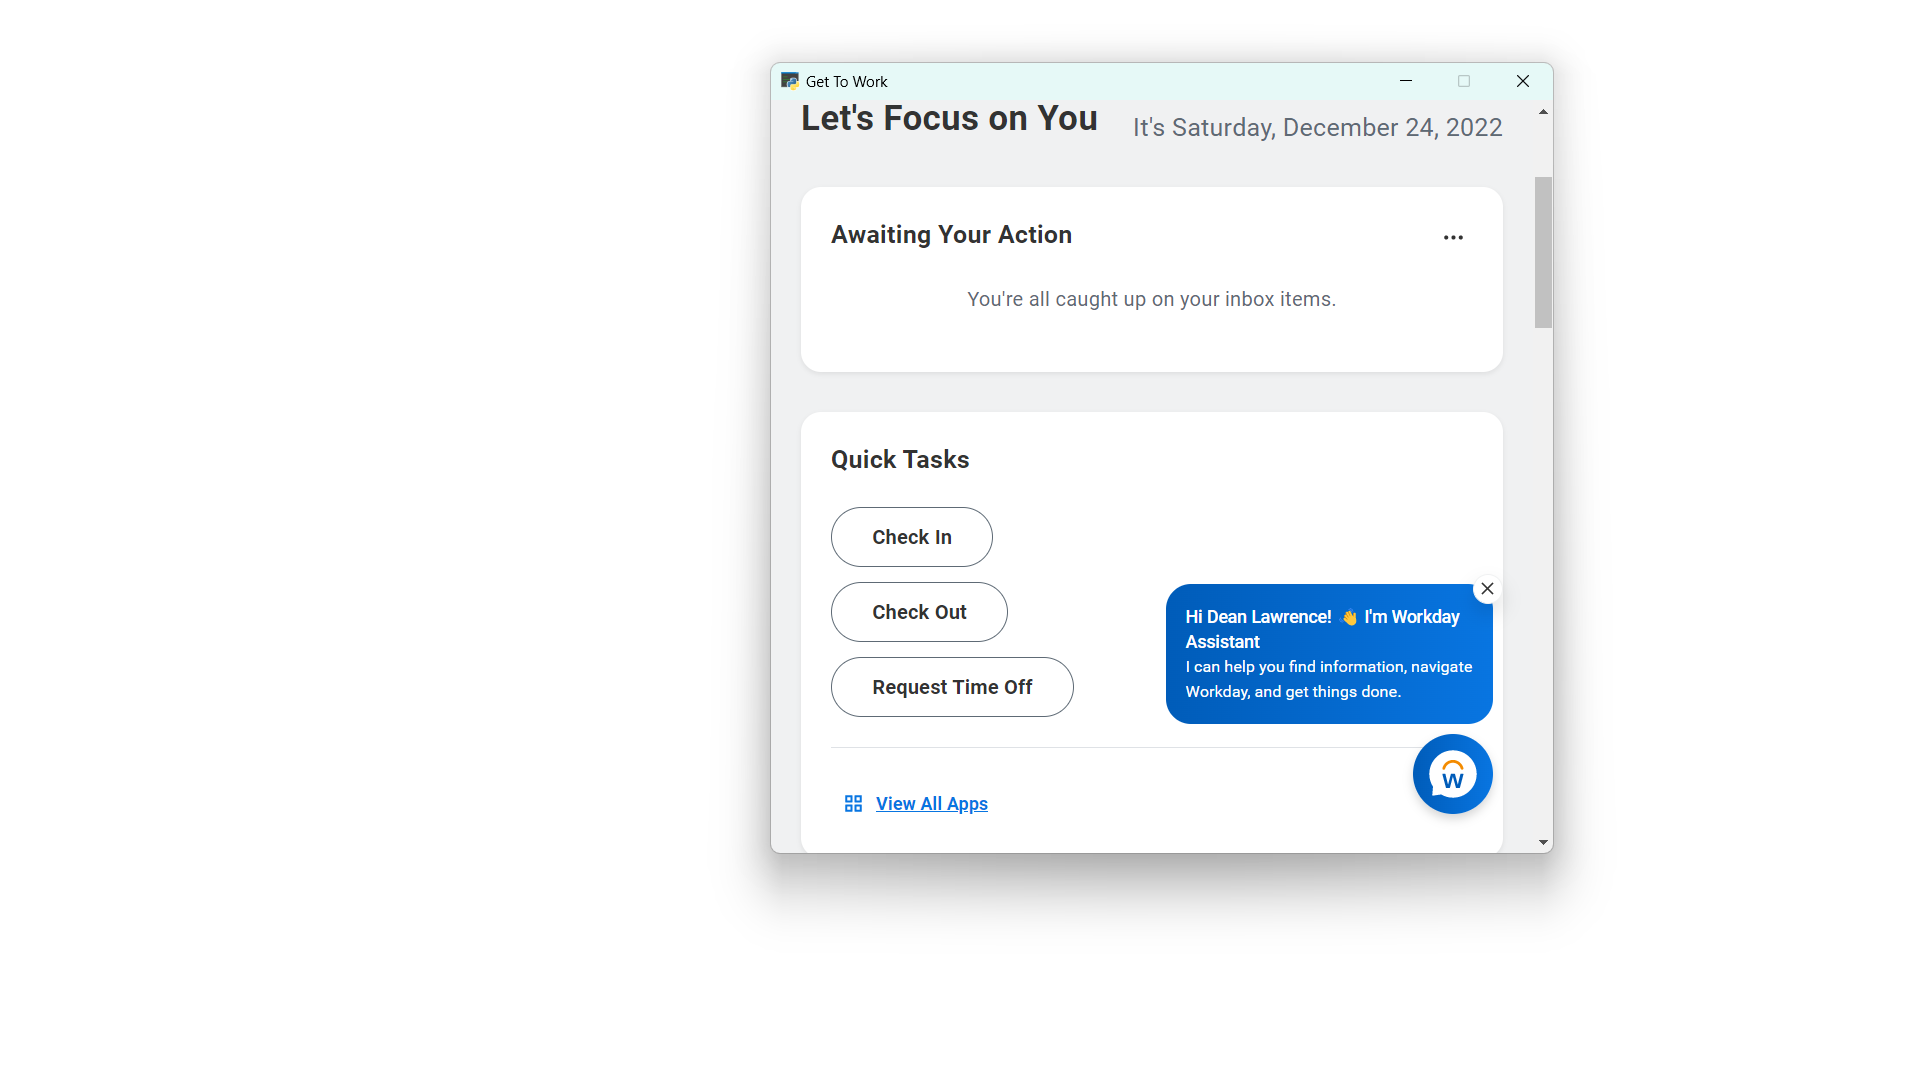 Get To Work
Let's Focus on You
It's Saturday, December 24, 2022
Awaiting Your Action
You're all caught up on your inbox items.
Quick Tasks
Check In
Check Out
Request Time Off
Hi Dean Lawrence! 👋 I'm Workday
Assistant
I can help you find information, navigate
Workday, and get things done.
W
View All Apps